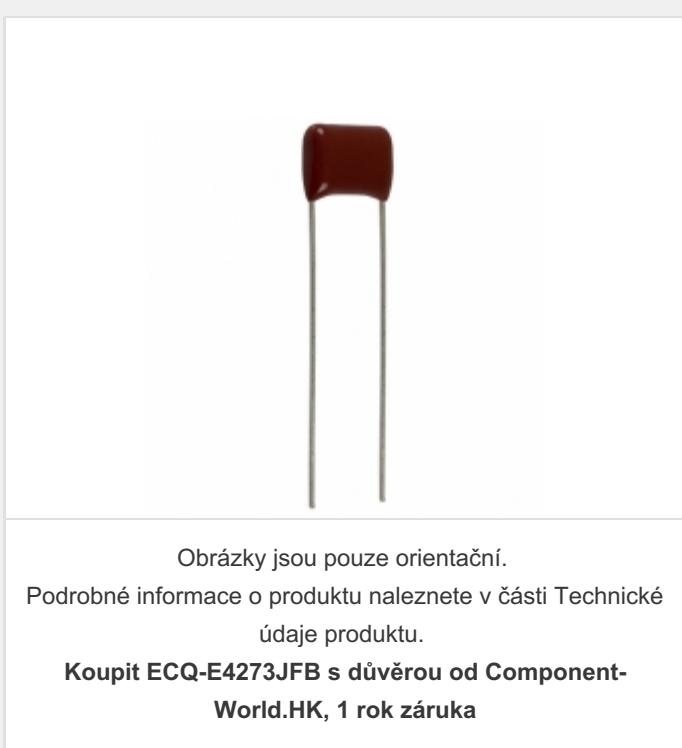 Obrázky jsou pouze orientační.
Podrobné informace o produktu naleznete v části Technické
údaje produktu.
Koupit ECQ-E4273JFB s důvěrou od Component-
World.HK, 1 rok záruka